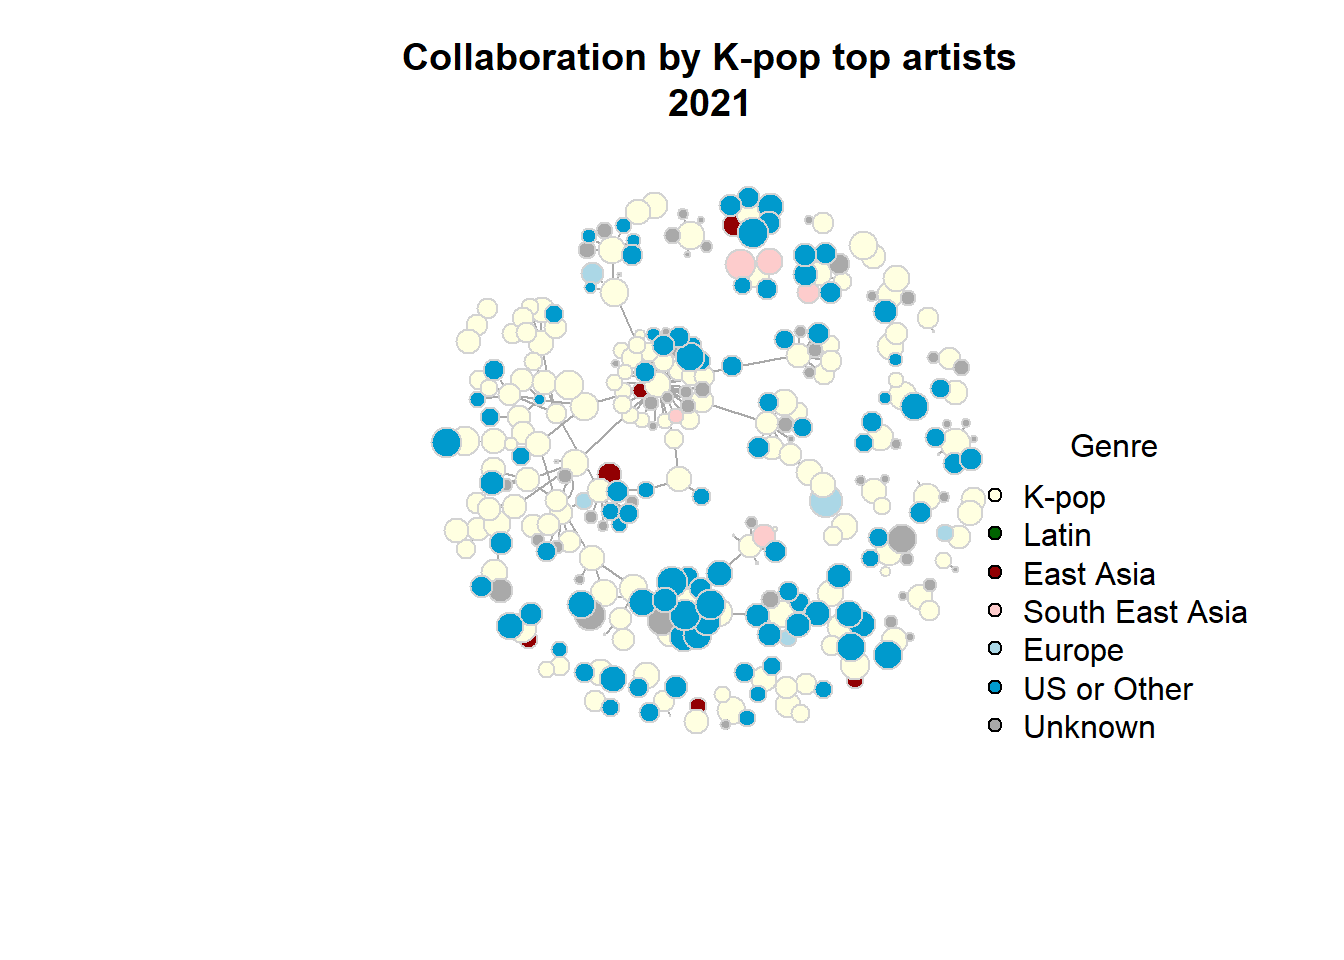 Collaboration by K-pop top artists
2021
Genre
K-pop
Latin
East Asia
South East Asia
Europe
US or Other
Unknown